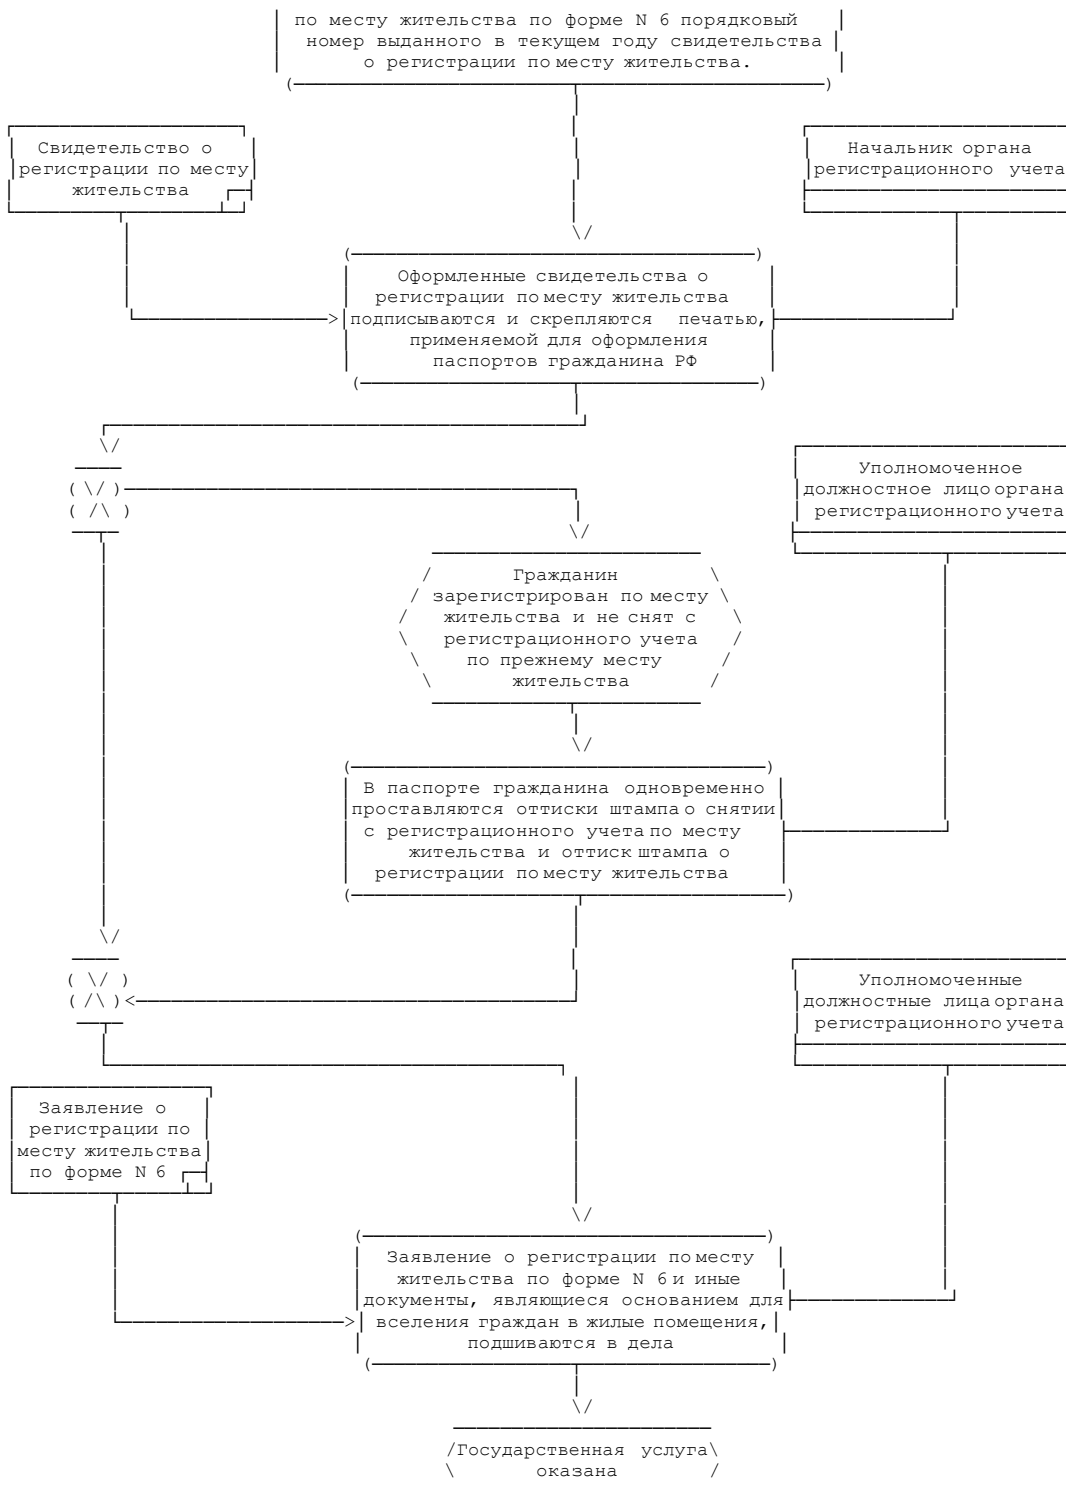 по месту жительства по форме N 6 порядковый
номер выданного в текущем году свидетельства
о регистрации по месту жительства.
Свидетельство о
регистрации по месту
жительства
Начальник органа
регистрационного учета
Оформленные свидетельства о
регистрации по месту жительства
подписываются и скрепляются печатью,
применяемой для оформления
паспортов гражданина РФ
Уполномоченное
должностное лицо органа
регистрационного учета
Гражданин
зарегистрирован по месту
жительства и не снят с
регистрационного учета
по прежнему месту
жительства
В паспорте гражданина одновременно
проставляются оттиски штампа о снятии
с регистрационного учета по месту
жительства и оттиск штампа о
регистрации по месту жительства
Уполномоченные
должностные лица органа
регистрационного учета
Заявление о
регистрации по
месту жительства
по форме N 6
Заявление о регистрации по месту
жительства по форме N 6 и иные
документы, являющиеся основанием для
вселения граждан в жилые помещения,
подшиваются в дела
Государственная услуга
оказана